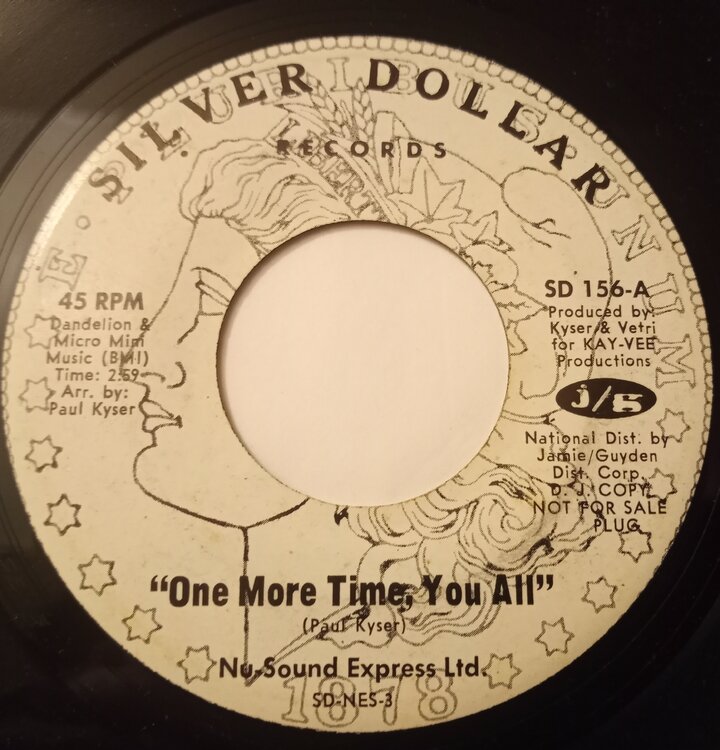 E · PLURIBUS · UNUM
SILVER DOLLAR
RECORDS
LIBERTY
45 RPM
Dandelion &
Micro Mini
Music (BMI)
Time: 2:59
Arr. by:
Paul Kyser
SD 156-A
Produced by:
Kyser & Vetri
for KAY-VEE
Productions
j/g
National Dist. by
Jamie/Guyden
Dist. Corp.
D. J. COPY
NOT FOR SALE
PLUG
"One More Time, You All"
(Paul Kyser)
Nu-Sound Express Ltd.
1878
SD-NES-3